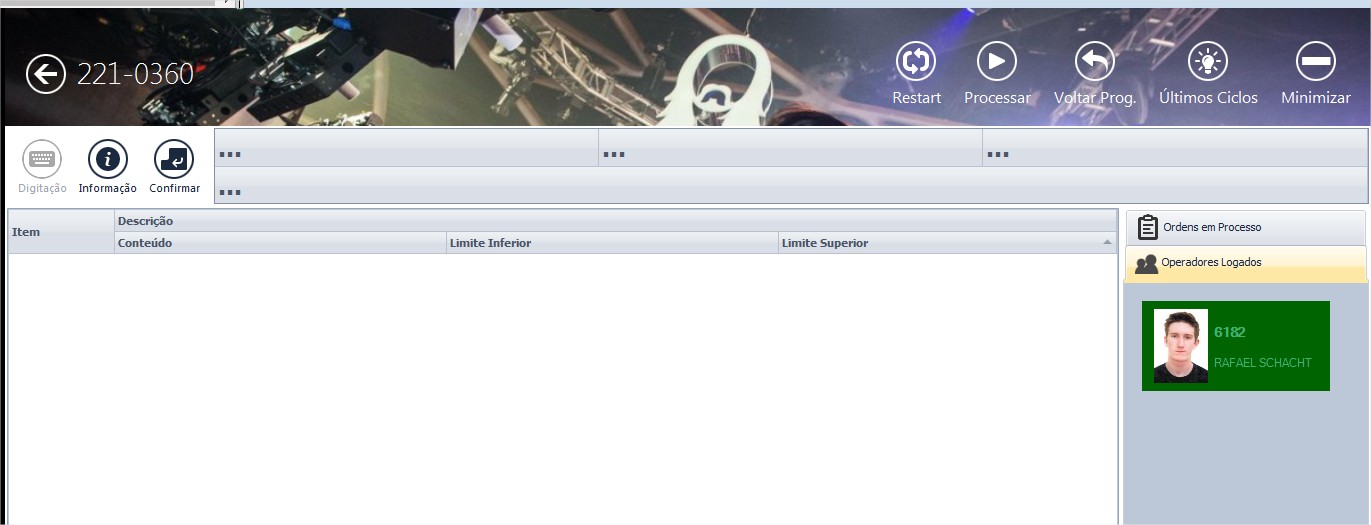 221-0360
Restart
Processar
Voltar Prog.
Últimos Ciclos
Minimizar
Digitação
Informação
Confirmar
...
...
...
...
Item
Descrição
Conteúdo
Limite Inferior
Limite Superior
Ordens em Processo
Operadores Logados
6182
RAFAEL SCHACHT